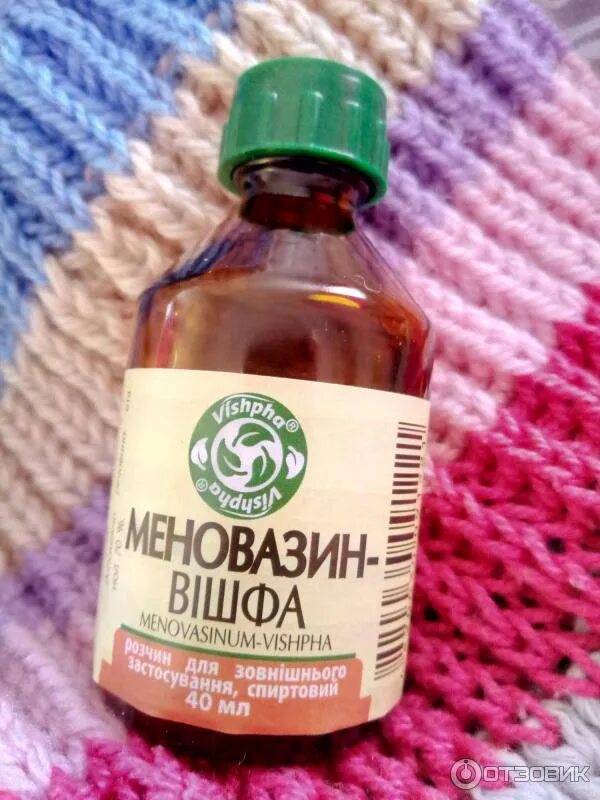 Vishpha®
Vishpha®
МЕНОВАЗИН-
ВІШФА
MENOVASINUM-VISHPHA
розчин для зовнішнього
застосування, спиртовий
40 мл
ОТЗОВИК